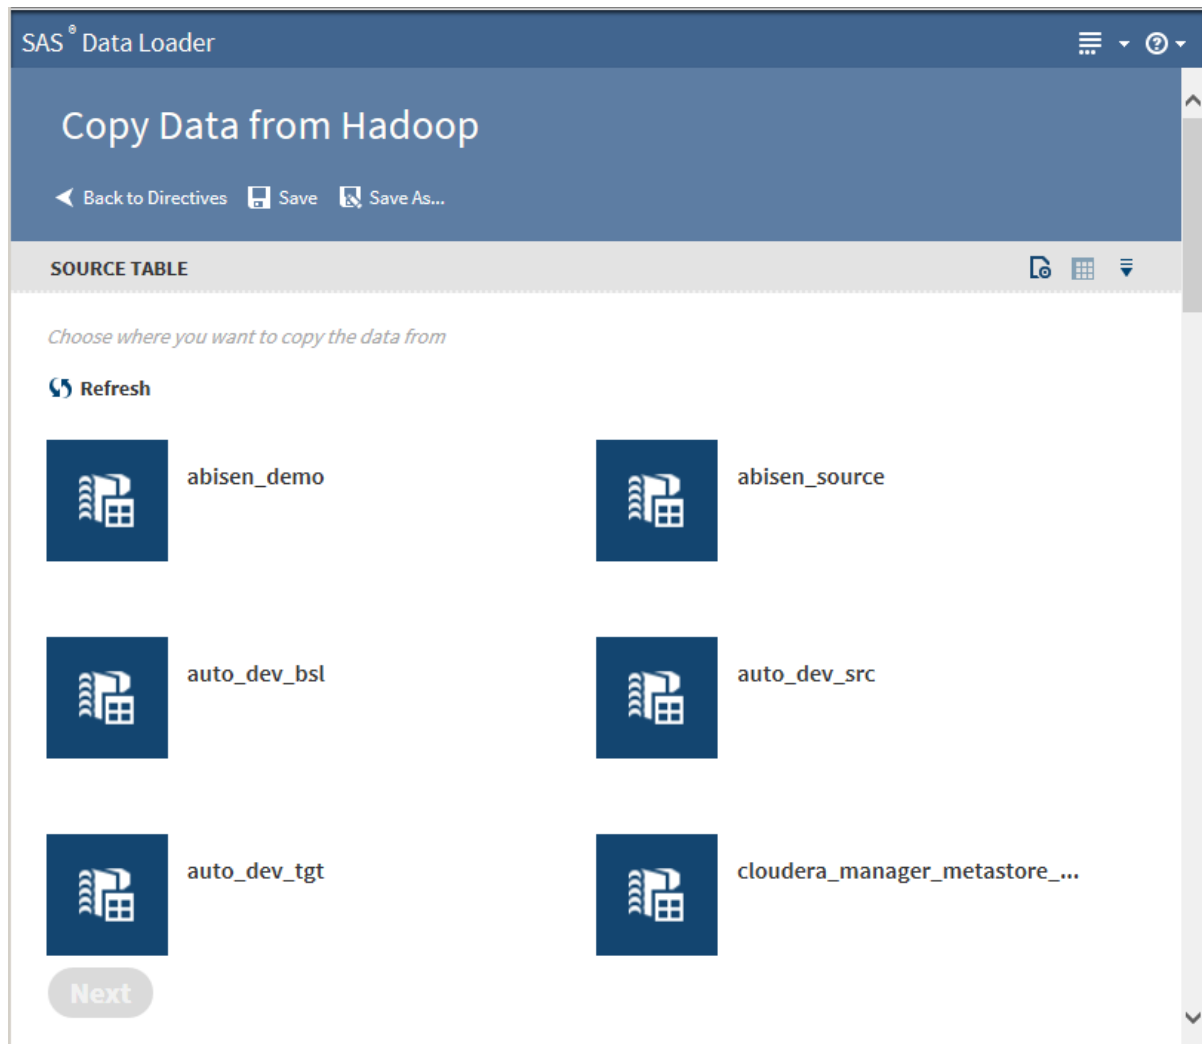 SAS® Data Loader
Copy Data from Hadoop
Back to Directives Save Save As...
SOURCE TABLE
Choose where you want to copy the data from
Refresh
abisen_demo abisen_source
auto_dev_bsl auto_dev_src
auto_dev_tgt cloudera_manager_metastore_...
Next